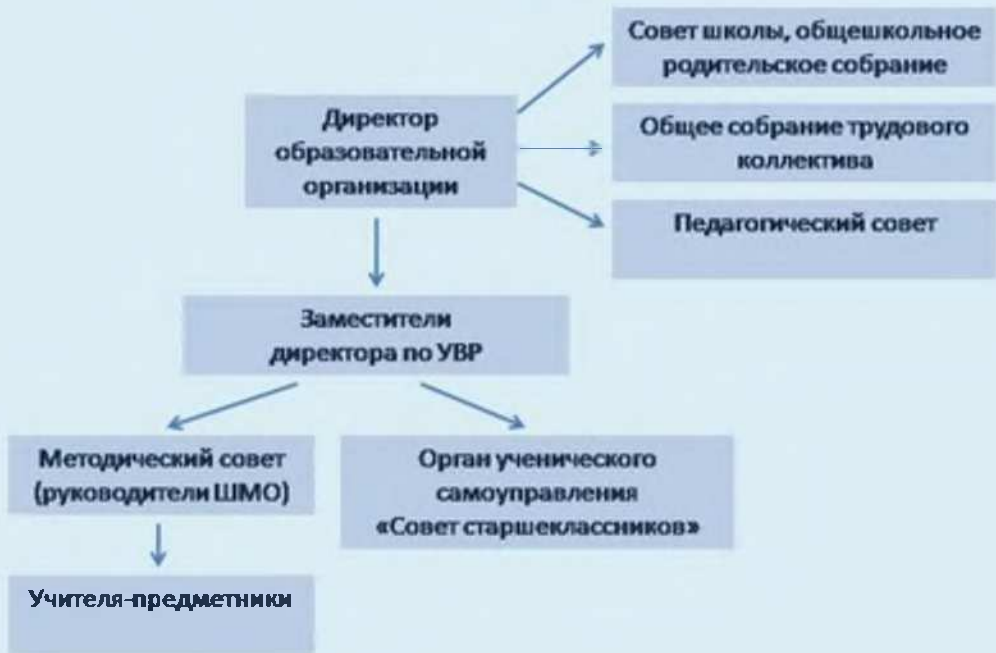 Совет школы, общешкольное
родительское собрание
Директор
образовательной
организации
Общее собрание трудового
коллектива
Педагогический совет
Заместители
директора по УВР
Методический совет
(руководители ШМО)
Орган ученического
самоуправления
«Совет старшеклассников»
Учителя-предметники